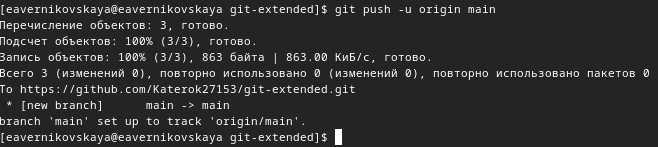 [eavernikovskaya@eavernikovskaya git-extended]$ git push -u origin main
Перечисление объектов: 3, готово.
Подсчет объектов: 100% (3/3), готово.
Запись объектов: 100% (3/3), 863 байта | 863.00 КиБ/с, готово.
Всего 3 (изменений 0), повторно использовано 0 (изменений 0), повторно использовано пакетов 0
To https://github.com/Katerok27153/git-extended.git
 * [new branch]      main -> main
branch 'main' set up to track 'origin/main'.
[eavernikovskaya@eavernikovskaya git-extended]$